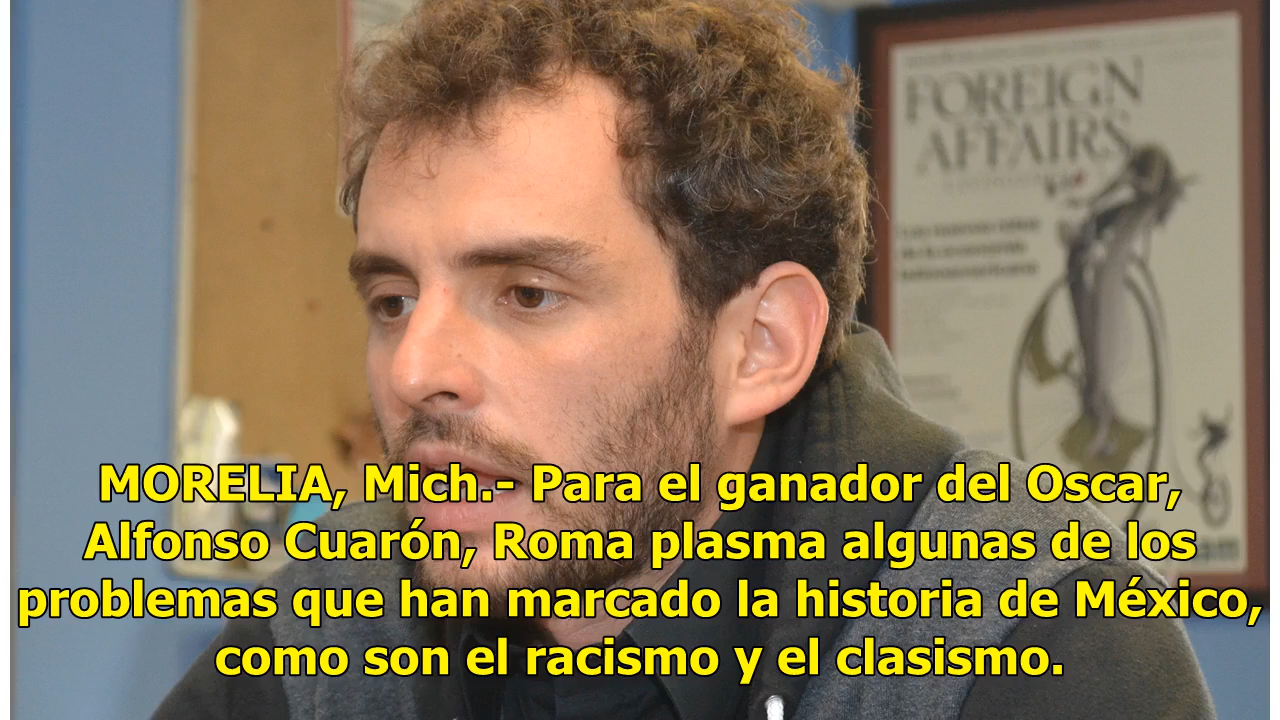 FOREIGN
AFFAIRS
MORELIA, Mich.- Para el ganador del Oscar,
Alfonso Cuarón, Roma plasma algunas de los
problemas que han marcado la historia de México,
como son el racismo y el clasismo.